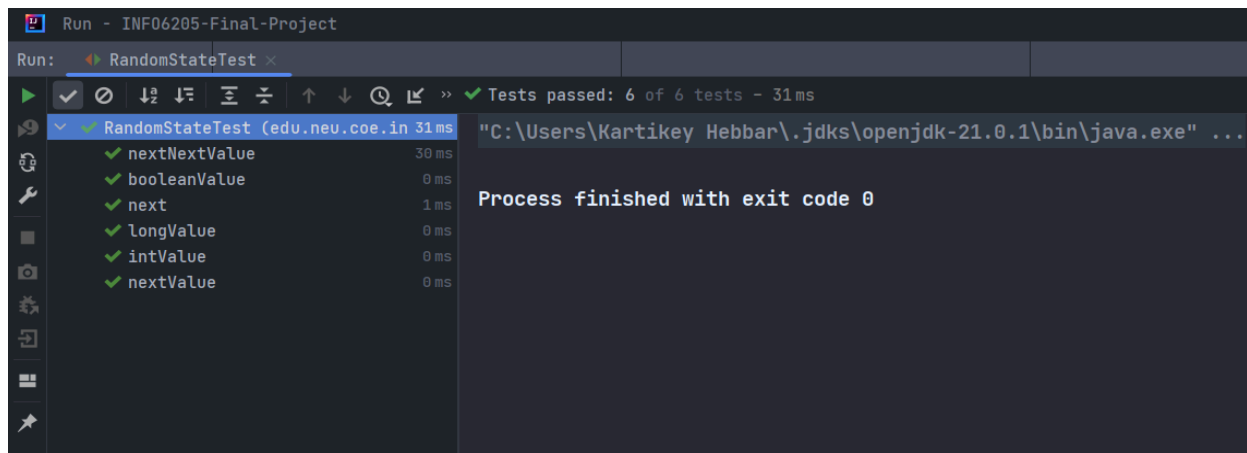 Run - INFO6205-Final-Project
Run: RandomStateTest ×
Tests passed: 6 of 6 tests – 31 ms
RandomStateTest (edu.neu.coe.in 31 ms
nextNextValue 30 ms
booleanValue 0 ms
next 1 ms
longValue 0 ms
intValue 0 ms
nextValue 0 ms
"C:\Users\Kartikey Hebbar\.jdks\openjdk-21.0.1\bin\java.exe" ...
Process finished with exit code 0